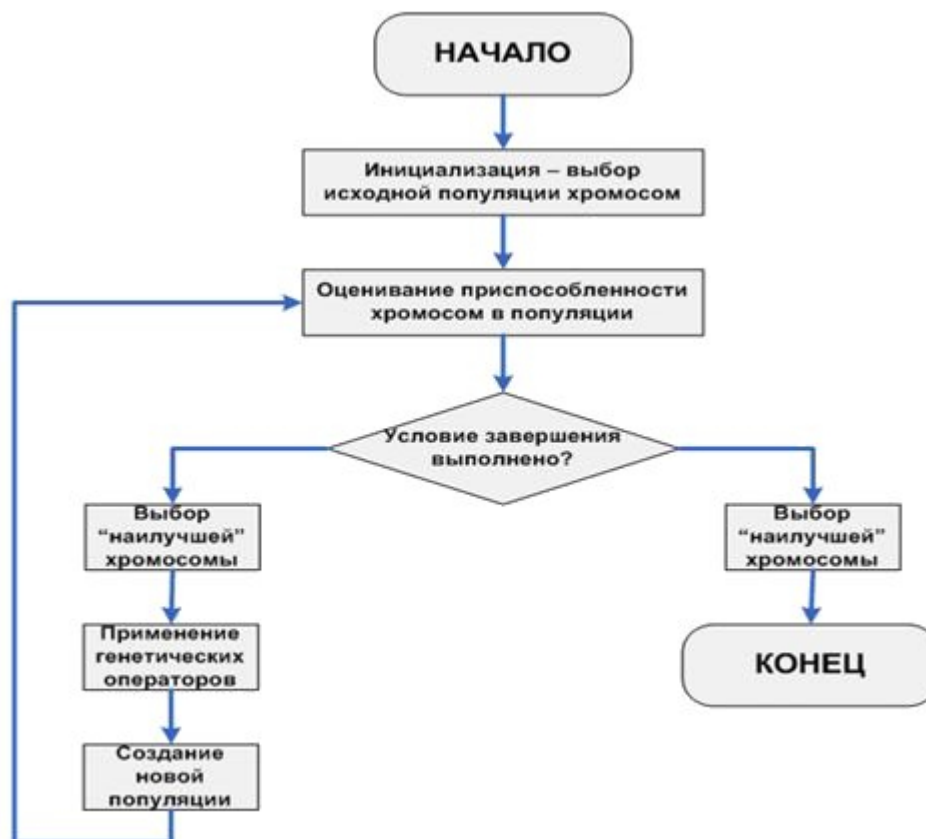 НАЧАЛО
Инициализация – выбор
исходной популяции хромосом
Оценивание приспособленности
хромосом в популяции
Условие завершения
выполнено?
Выбор
“наилучшей”
хромосомы
Применение
генетических
операторов
Создание
новой
популяции
Выбор
“наилучшей”
хромосомы
КОНЕЦ